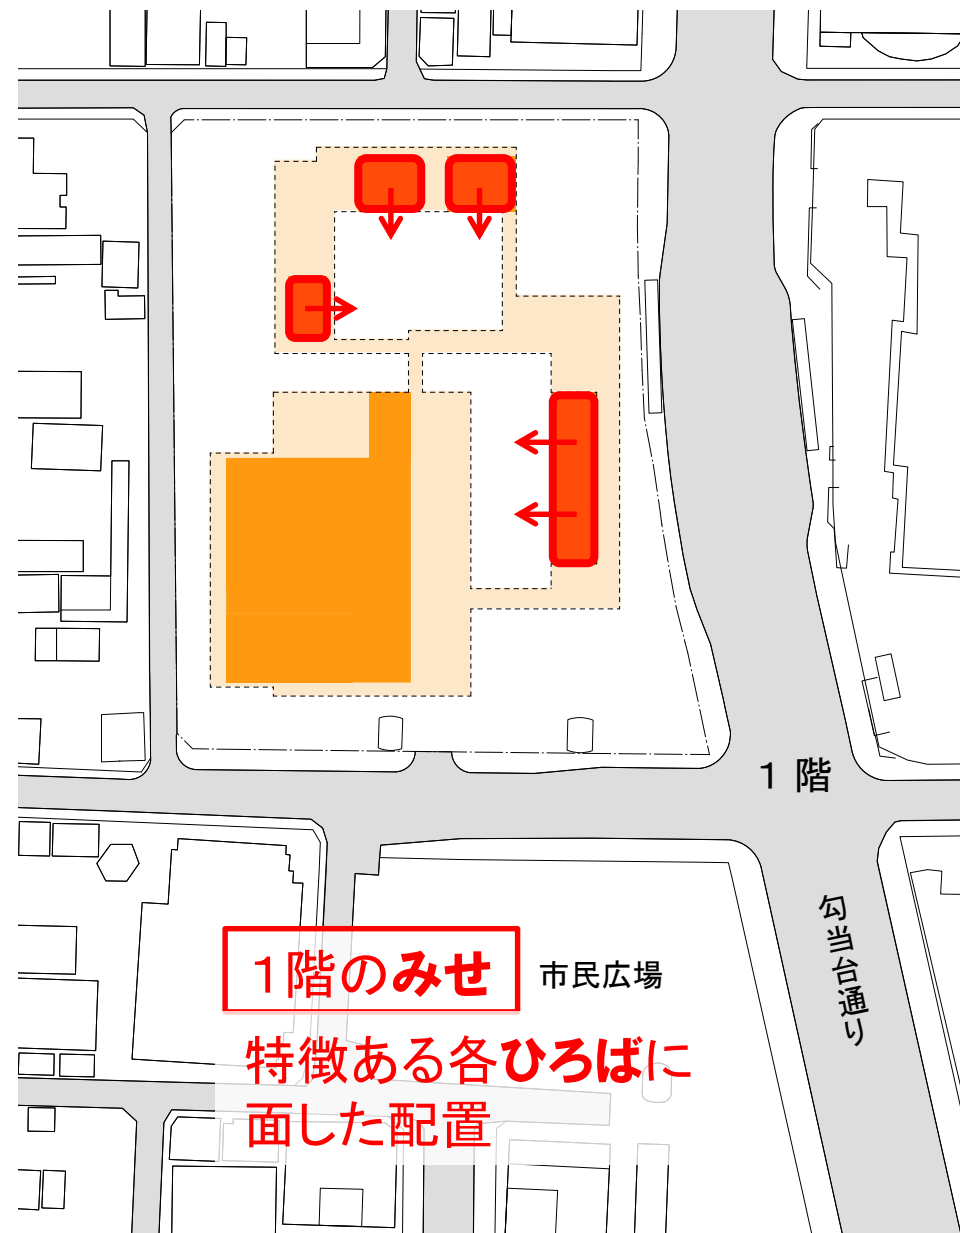 1階
勾当台通り
1階のみせ
市民広場
特徴ある各ひろばに
面した配置